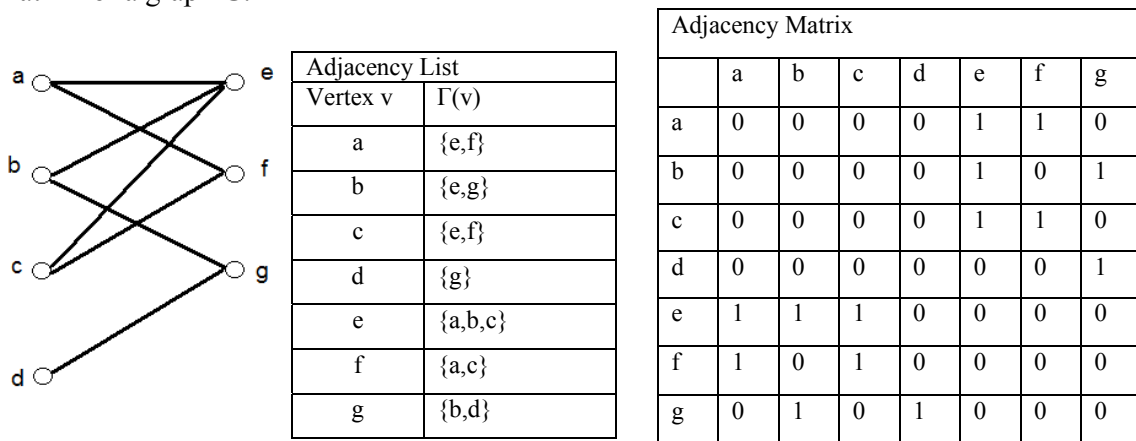 a e
b f
c g
d
Adjacency List
Vertex v Γ(v)
a {e,f}
b {e,g}
c {e,f}
d {g}
e {a,b,c}
f {a,c}
g {b,d}
Adjacency Matrix
a b c d e f g
a 0 0 0 0 1 1 0
b 0 0 0 0 1 0 1
c 0 0 0 0 1 1 0
d 0 0 0 0 0 0 1
e 1 1 1 0 0 0 0
f 1 0 1 0 0 0 0
g 0 1 0 1 0 0 0